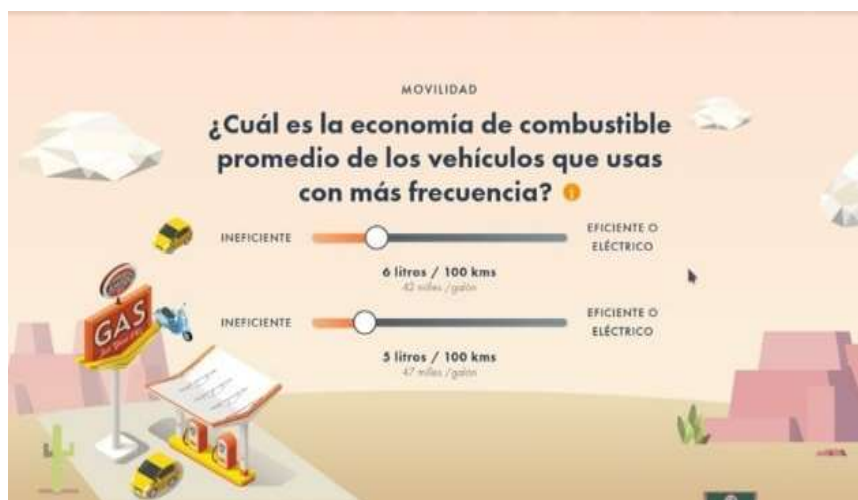 MOVILIDAD
¿Cuál es la economía de combustible
promedio de los vehículos que usas
con más frecuencia?
INEFICIENTE
EFICIENTE O
ELÉCTRICO
6 litros / 100 kms
42 miles /galón
INEFICIENTE
EFICIENTE O
ELÉCTRICO
5 litros / 100 kms
47 miles /galón
GAS